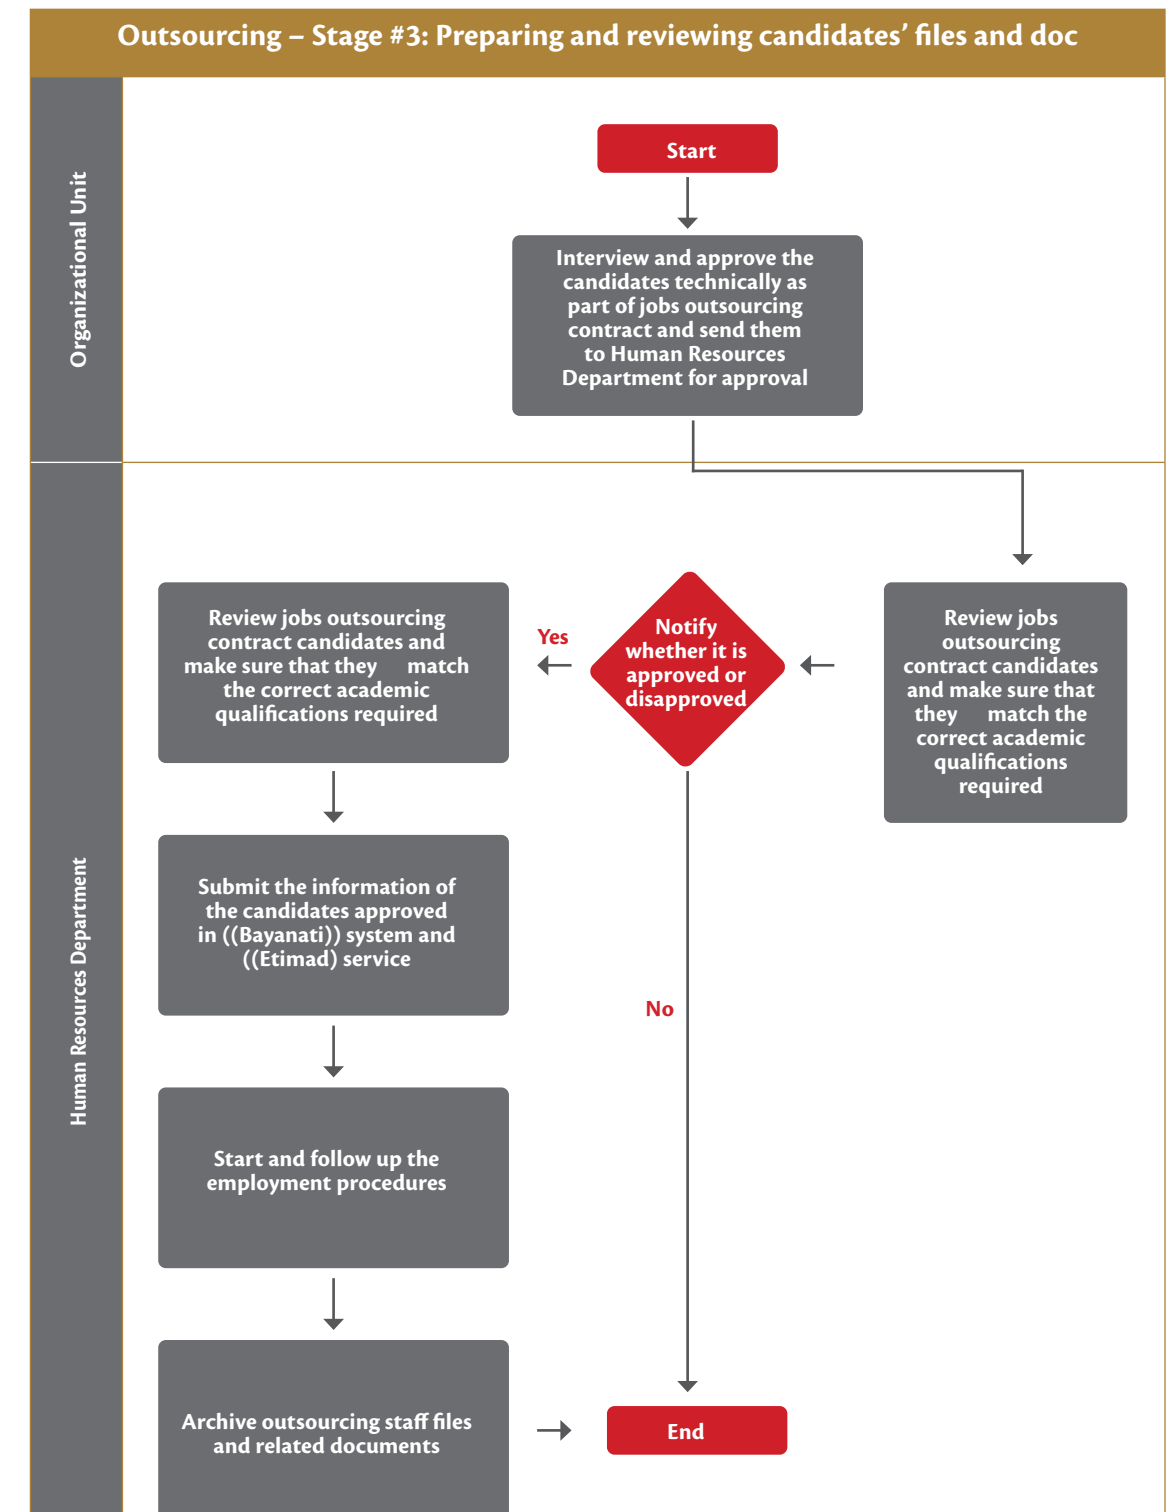 Outsourcing – Stage #3: Preparing and reviewing candidates’ files and doc
Organizational Unit
Start
Interview and approve the
candidates technically as
part of jobs outsourcing
contract and send them
to Human Resources
Department for approval
Human Resources Department
Review jobs
outsourcing
contract candidates
and make sure that
they match the
correct academic
qualifications
required
Notify
whether it is
approved or
disapproved
Yes
Review jobs outsourcing
contract candidates and
make sure that they match
the correct academic
qualifications required
Submit the information of
the candidates approved
in ((Bayanati)) system and
((Etimad) service
No
Start and follow up the
employment procedures
Archive outsourcing staff files
and related documents
End